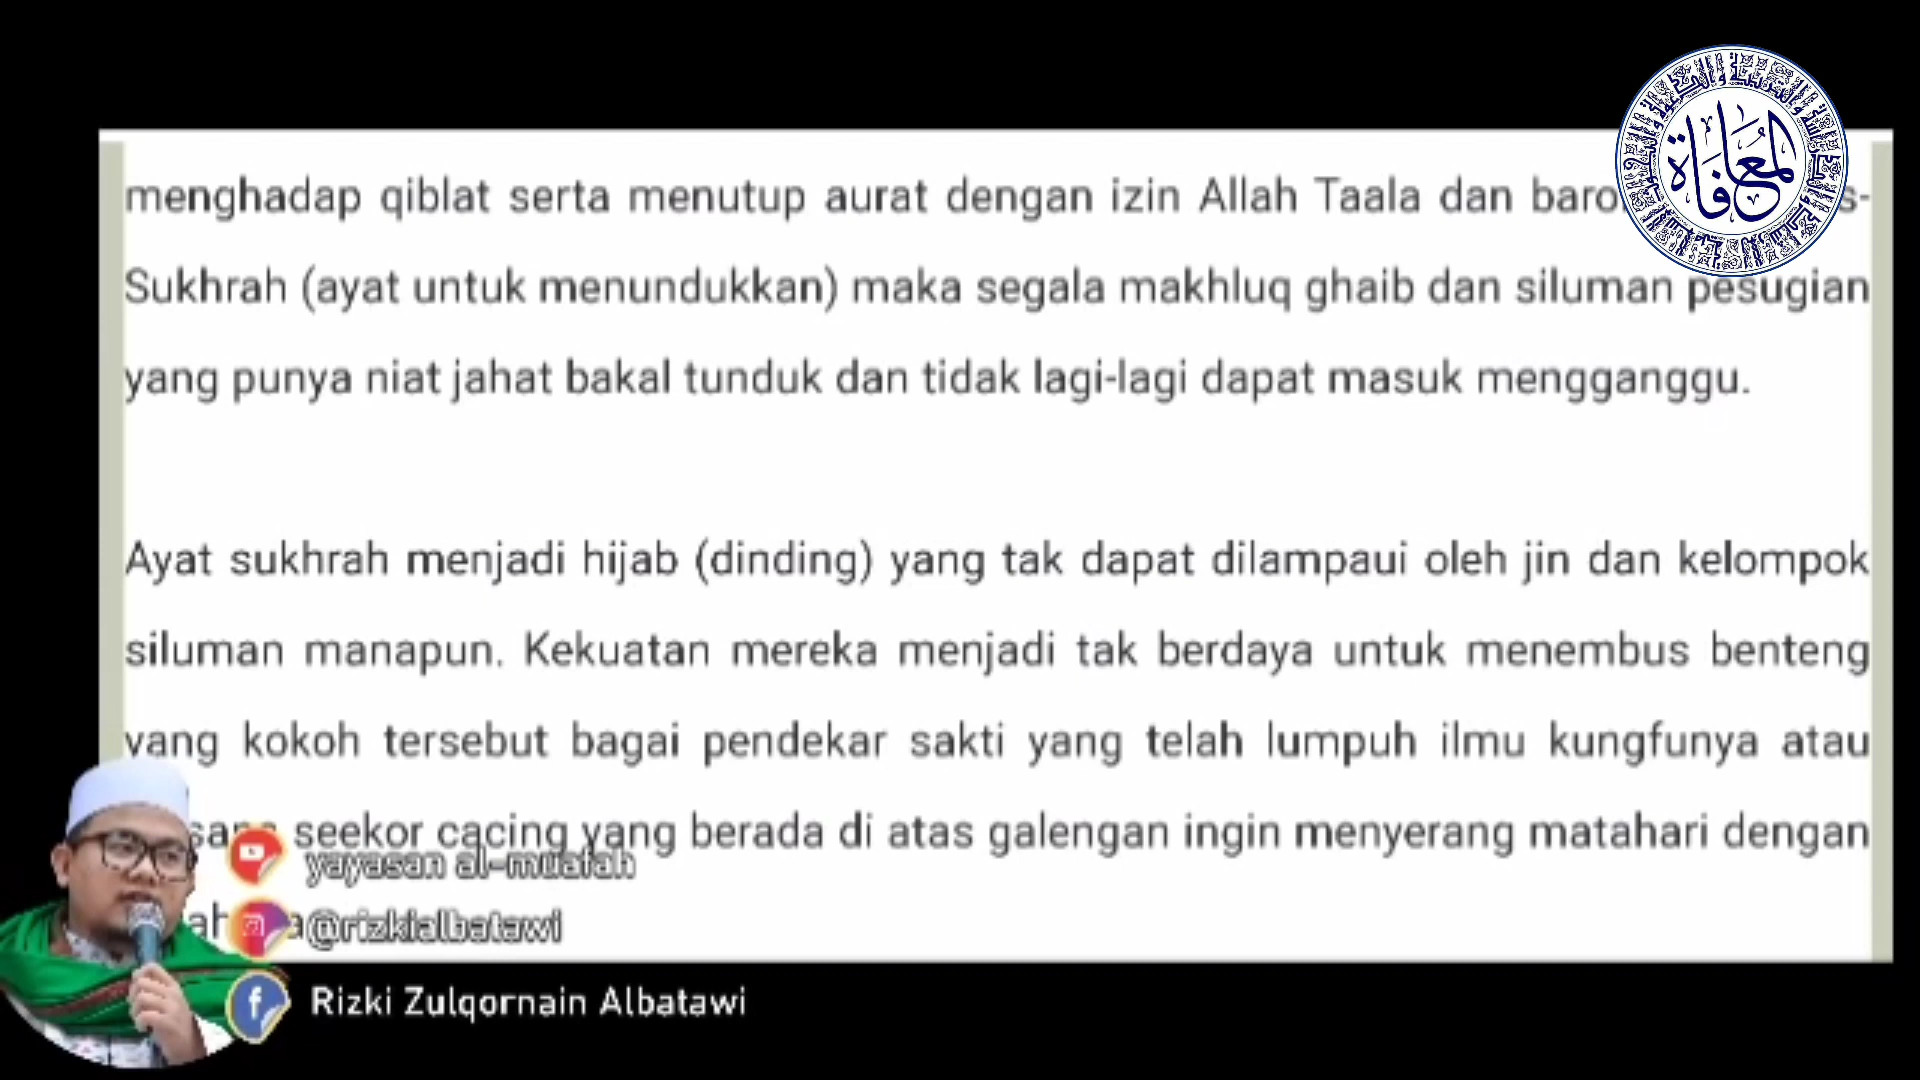 menghadap qiblat serta menutup aurat dengan izin Allah Taala dan
Sukhrah (ayat untuk menundukkan) maka segala makhluq ghaib dan siluman pesugian
yang punya niat jahat bakal tunduk dan tidak lagi-lagi dapat masuk mengganggu.
Ayat sukhrah menjadi hijab (dinding) yang tak dapat dilampaui oleh jin dan kelompok
siluman manapun. Kekuatan mereka menjadi tak berdaya untuk menembus benteng
yang kokoh tersebut bagai pendekar sakti yang telah lumpuh ilmu kungfunya atau
seekor cacing yang berada di atas galengan ingin menyerang matahari dengan
yayasan al-muafah
@rizkialbatawi
Rizki Zulqornain Albatawi
المعافاة